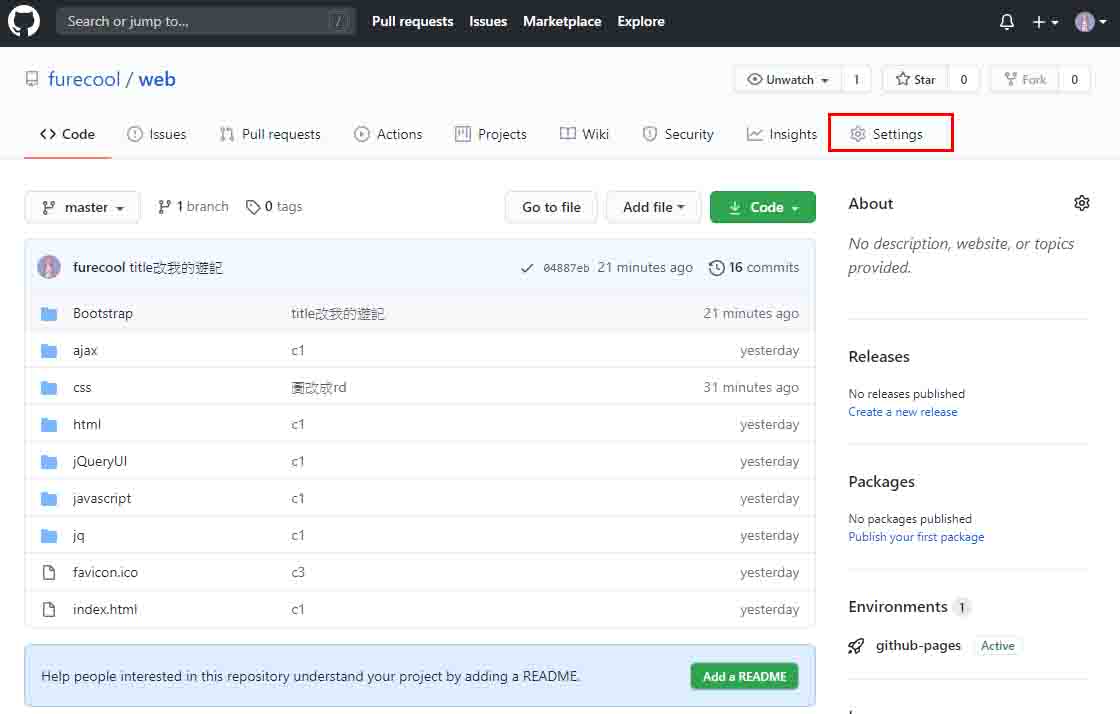 Search or jump to... / Pull requests Issues Marketplace Explore
furecool / web Unwatch 1 Star 0 Fork 0
Code Issues Pull requests Actions Projects Wiki Security Insights Settings
master 1 branch 0 tags Go to file Add file Code
furecool title改我的遊記 04887eb 21 minutes ago 16 commits
Bootstrap title改我的遊記 21 minutes ago
ajax c1 yesterday
css 圖改成rd 31 minutes ago
html c1 yesterday
jQueryUI c1 yesterday
javascript c1 yesterday
jq c1 yesterday
favicon.ico c3 yesterday
index.html c1 yesterday
Help people interested in this repository understand your project by adding a README. Add a README
About
No description, website, or topics
provided.
Releases
No releases published
Create a new release
Packages
No packages published
Publish your first package
Environments 1
github-pages Active